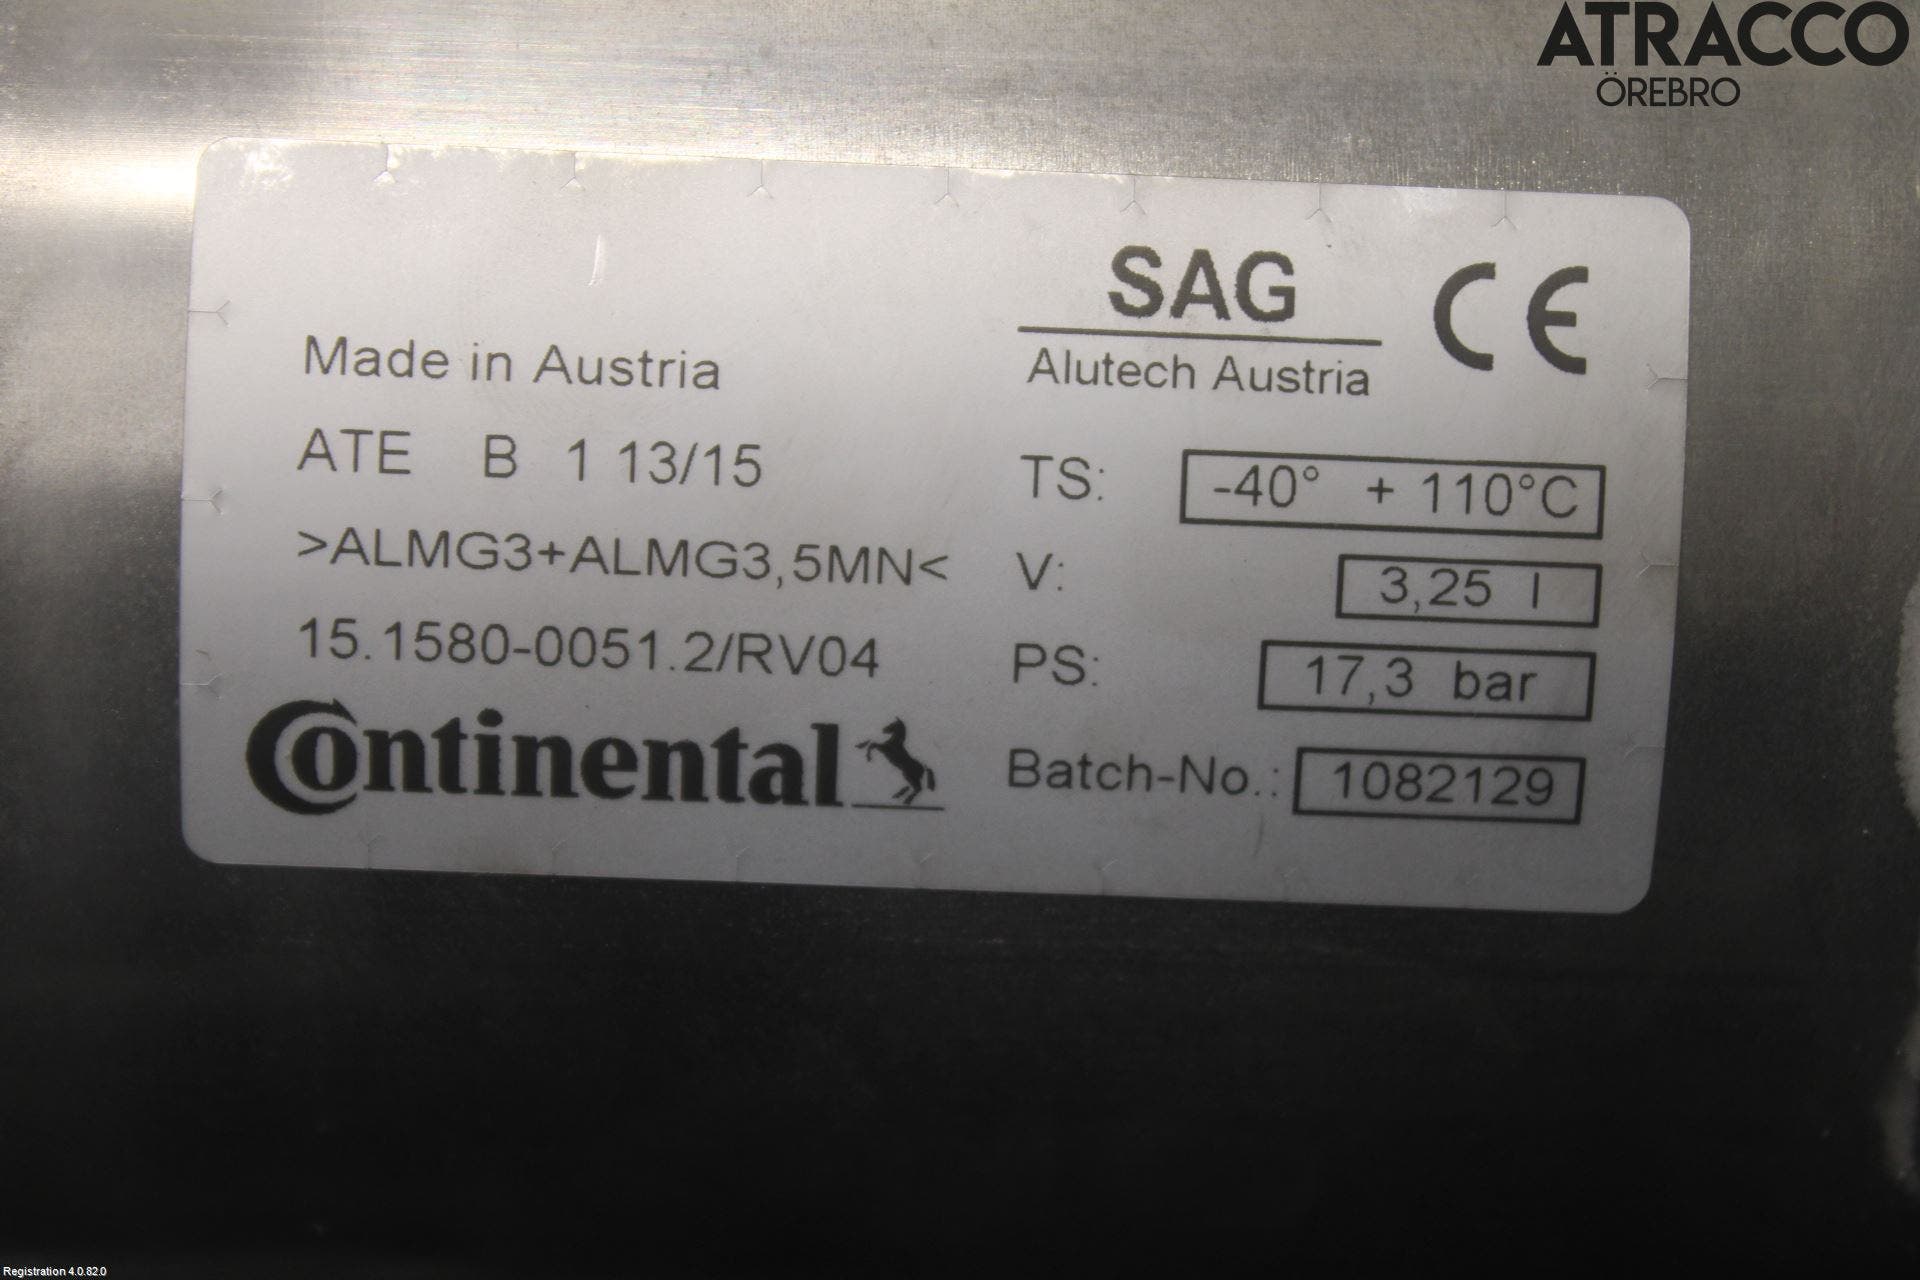 ATRACCO
ÖREBRO
SAG
Alutech Austria
CE
Made in Austria
ATE B 1 13/15
>ALMG3+ALMG3,5MN<
15.1580-0051.2/RV04
Continental
TS: -40° + 110°C
V: 3,25 l
PS: 17,3 bar
Batch-No.: 1082129
Registration 4.0.82.0